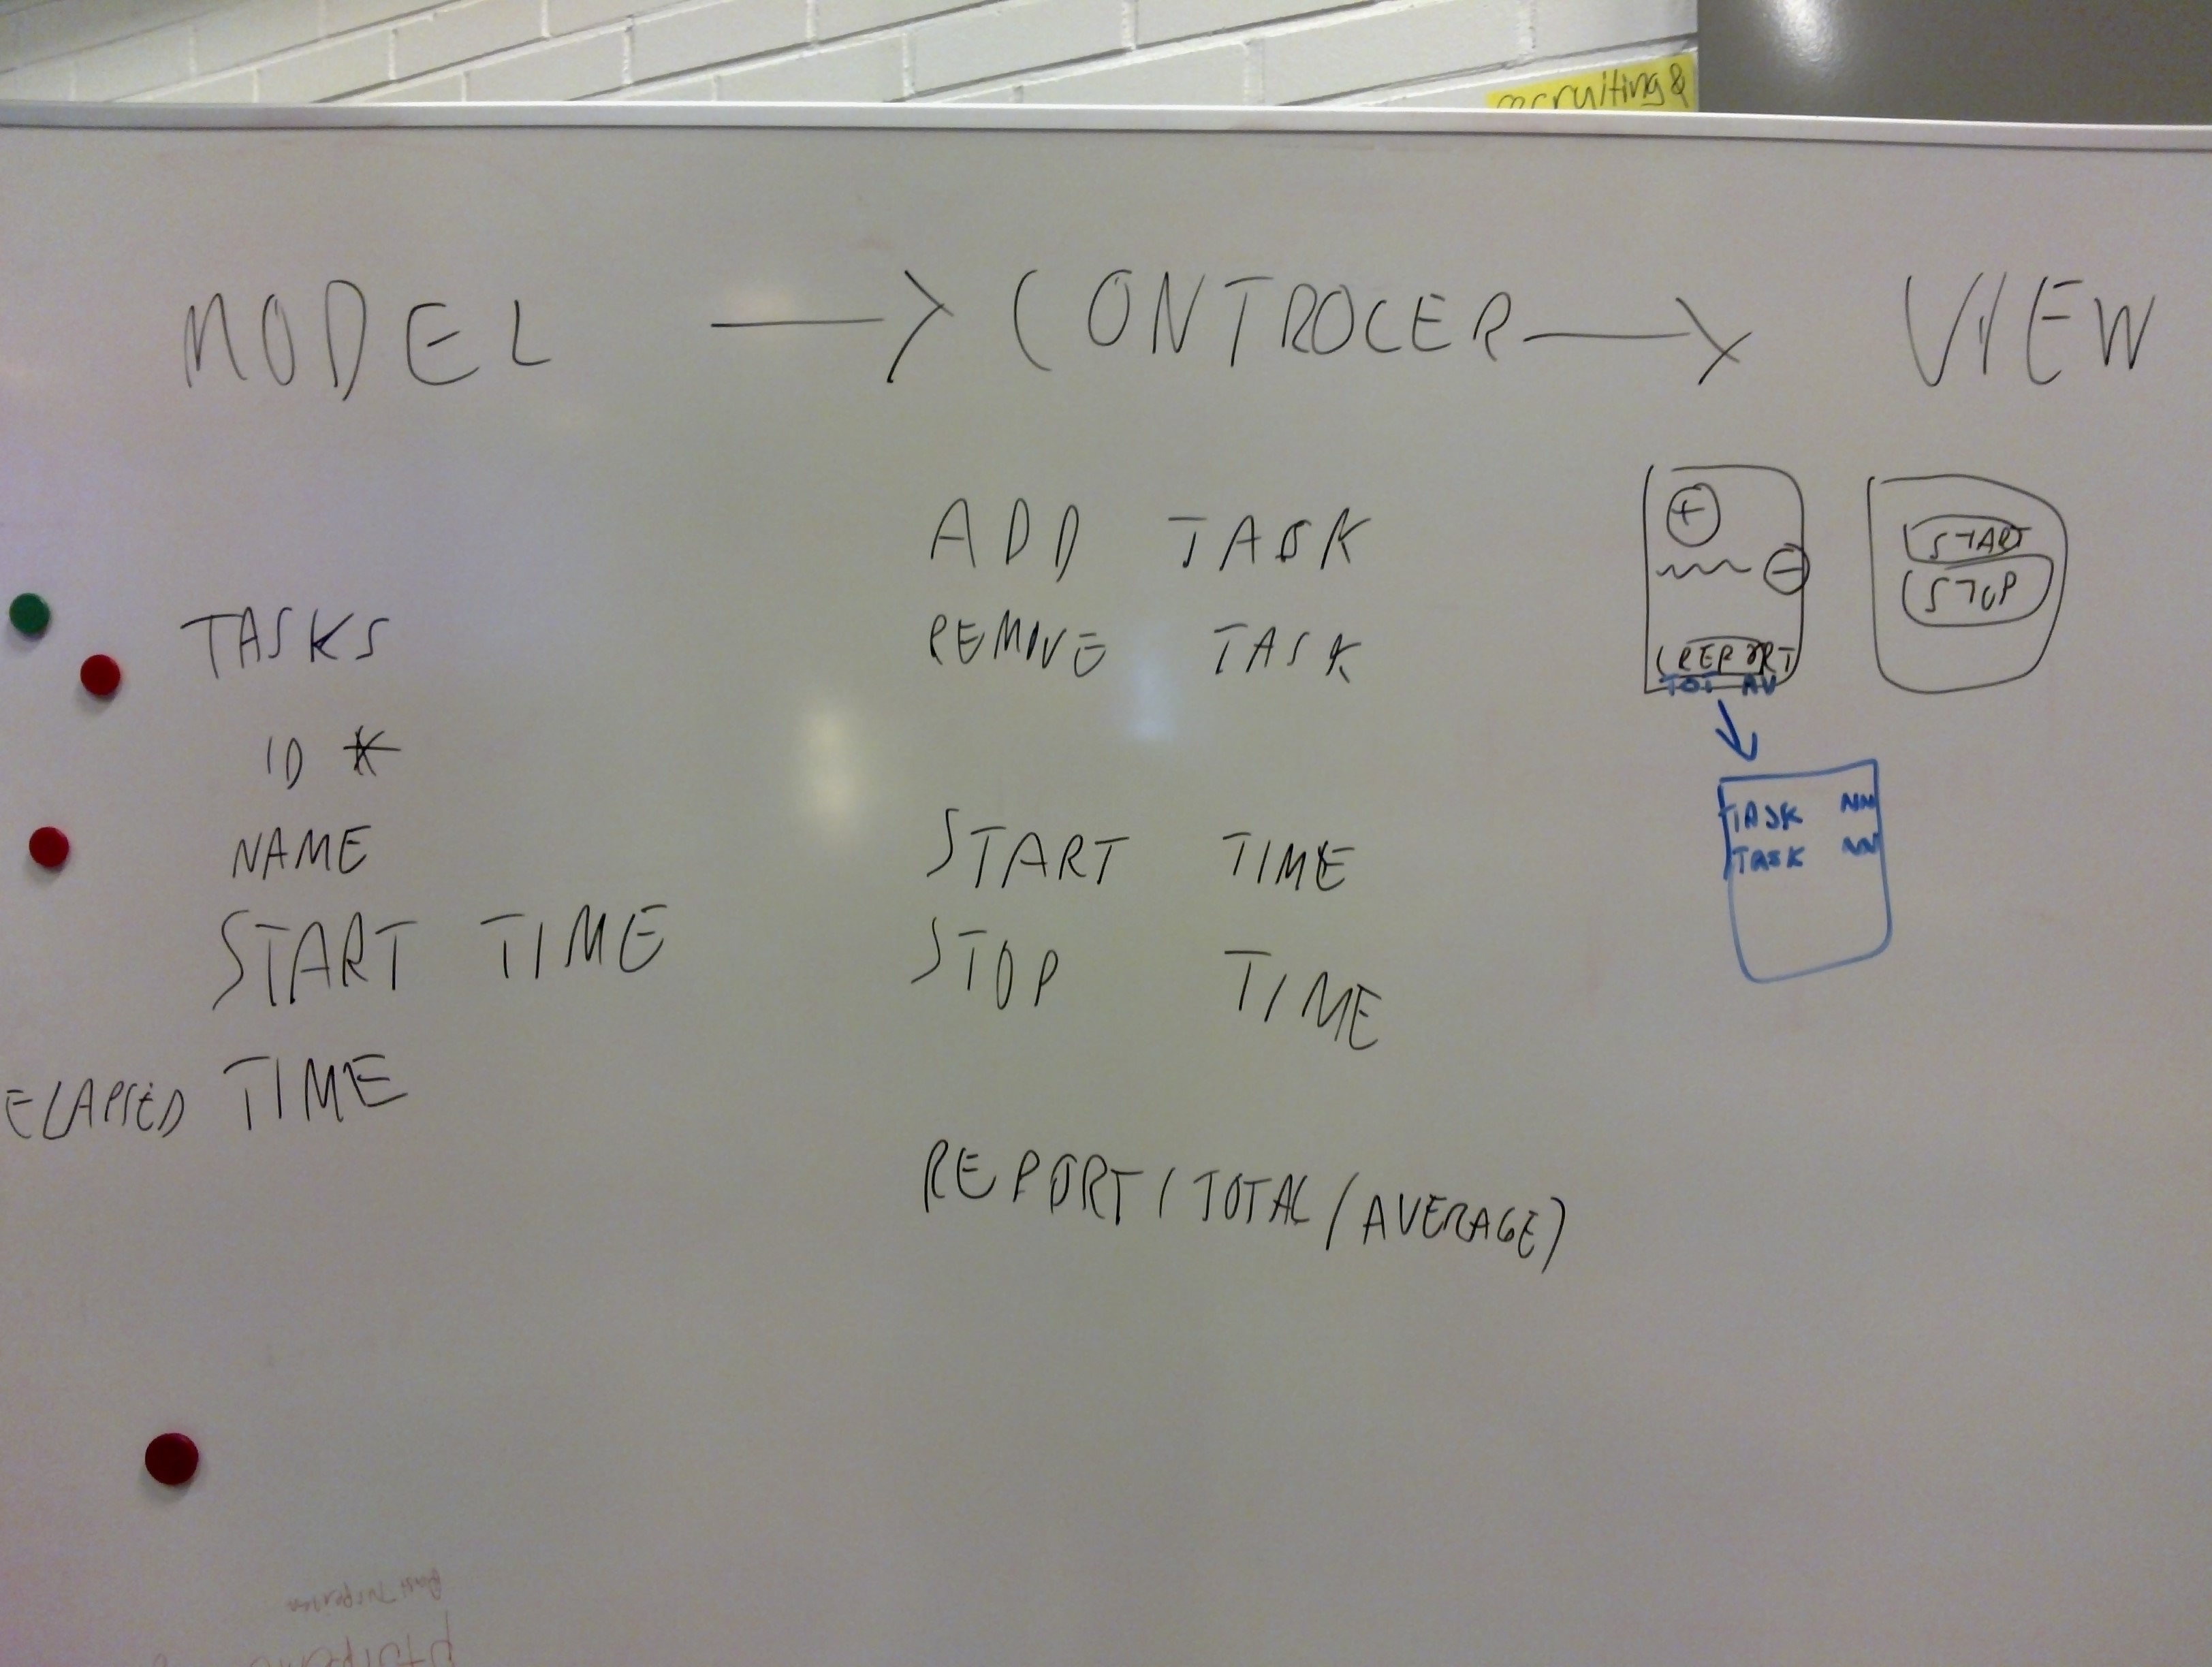 recruiting &
MODEL → CONTROLER → VIEW
TASKS
ID *
NAME
START TIME
ELAPSED TIME
ADD TASK
REMOVE TASK
START TIME
STOP TIME
REPORT (TOTAL / AVERAGE)
+
-
REPORT
TOT AV
START
STOP
TASK
TASK